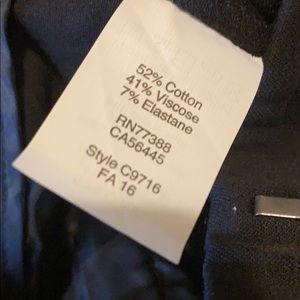 52% Cotton
41% Viscose
7% Elastane
RN77388
CA56445
Style C9716
FA 16